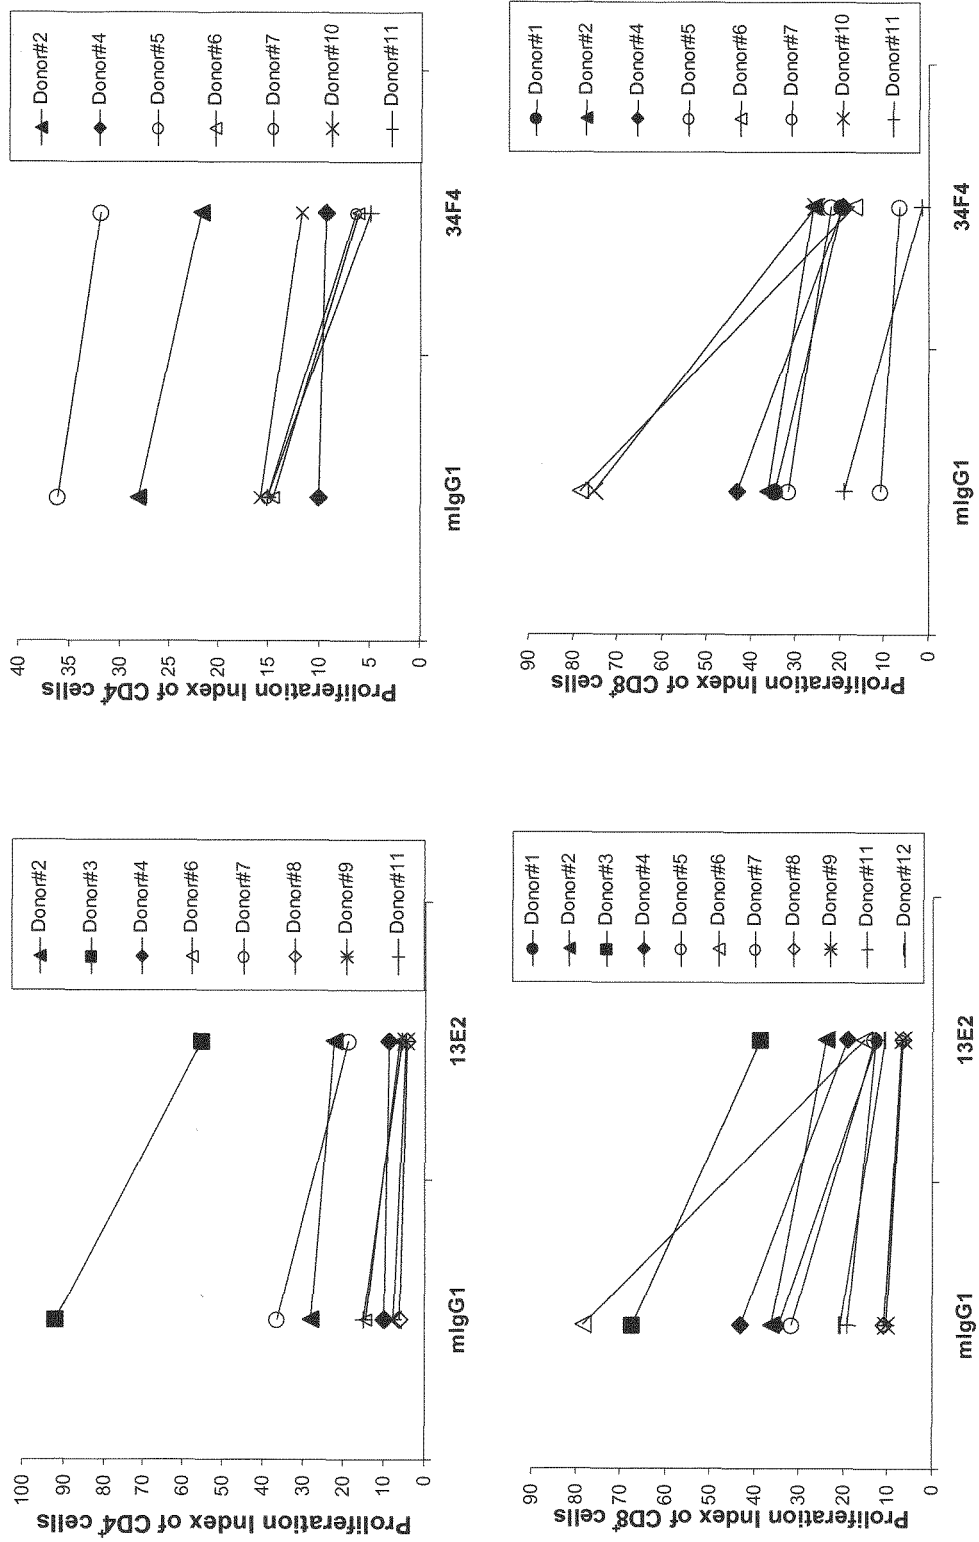 Proliferation Index of CD4+ cells
100
90
80
70
60
50
40
30
20
10
0
mIgG1
13E2
Donor#2
Donor#3
Donor#4
Donor#6
Donor#7
Donor#8
Donor#9
Donor#11
Proliferation Index of CD4+ cells
40
35
30
25
20
15
10
5
0
mIgG1
34F4
Donor#2
Donor#4
Donor#5
Donor#6
Donor#7
Donor#10
Donor#11
Proliferation Index of CD8+ cells
90
80
70
60
50
40
30
20
10
0
mIgG1
13E2
Donor#1
Donor#2
Donor#3
Donor#4
Donor#5
Donor#6
Donor#7
Donor#8
Donor#9
Donor#11
Donor#12
Proliferation Index of CD8+ cells
90
80
70
60
50
40
30
20
10
0
mIgG1
34F4
Donor#1
Donor#2
Donor#4
Donor#5
Donor#6
Donor#7
Donor#10
Donor#11